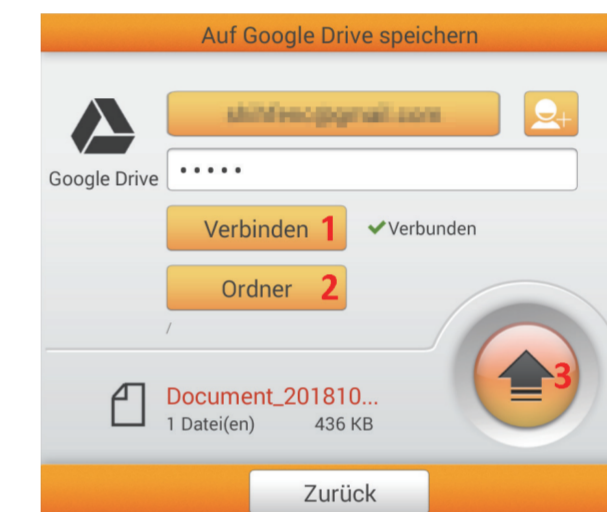 Auf Google Drive speichern
Google Drive
•••••
Verbinden 1 Verbunden
Ordner 2
/
3
Document_201810...
1 Datei(en) 436 KB
Zurück